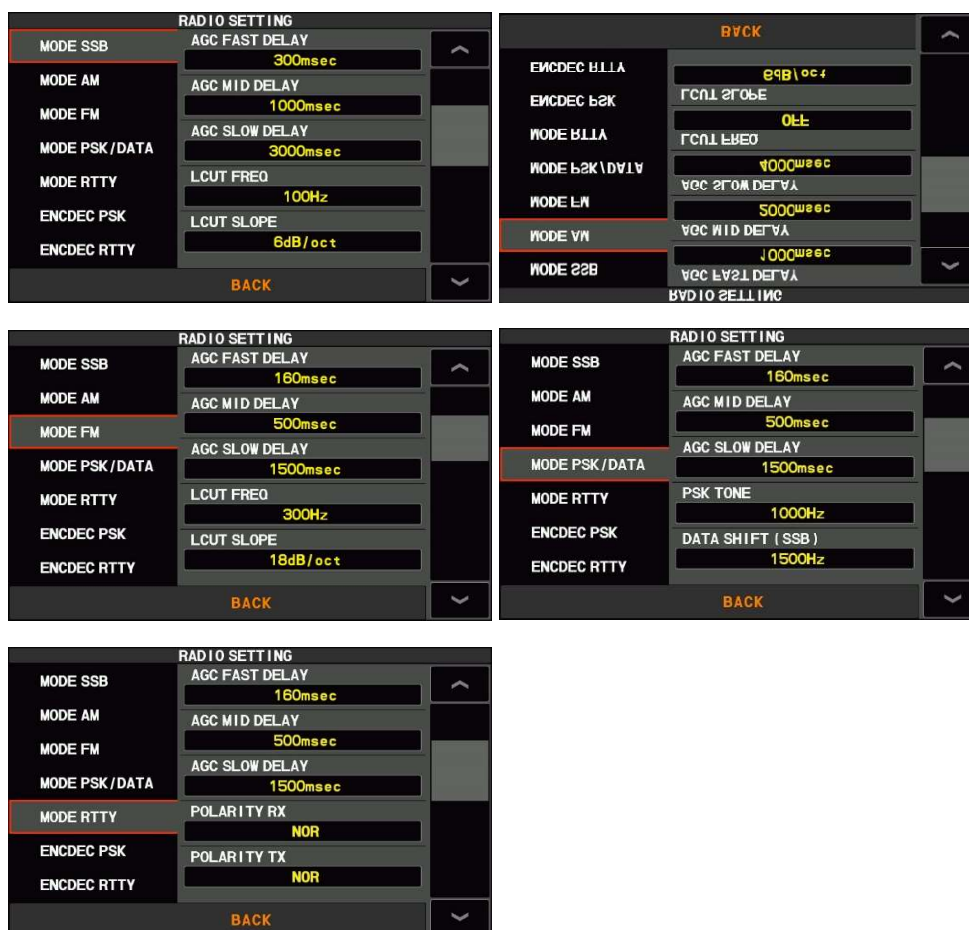 RADIO SETTING
MODE SSB
MODE AM
MODE FM
MODE PSK/DATA
MODE RTTY
ENCDEC PSK
ENCDEC RTTY
AGC FAST DELAY
300msec
AGC MID DELAY
1000msec
AGC SLOW DELAY
3000msec
LCUT FREQ
100Hz
LCUT SLOPE
6dB/oct
BACK
RADIO SETTING
MODE SSB
MODE AM
MODE FM
MODE PSK/DATA
MODE RTTY
ENCDEC PSK
ENCDEC RTTY
AGC FAST DELAY
1000msec
AGC MID DELAY
2000msec
AGC SLOW DELAY
4000msec
LCUT FREQ
OFF
LCUT SLOPE
6dB/oct
BACK
RADIO SETTING
MODE SSB
MODE AM
MODE FM
MODE PSK/DATA
MODE RTTY
ENCDEC PSK
ENCDEC RTTY
AGC FAST DELAY
160msec
AGC MID DELAY
500msec
AGC SLOW DELAY
1500msec
LCUT FREQ
300Hz
LCUT SLOPE
18dB/oct
BACK
RADIO SETTING
MODE SSB
MODE AM
MODE FM
MODE PSK/DATA
MODE RTTY
ENCDEC PSK
ENCDEC RTTY
AGC FAST DELAY
160msec
AGC MID DELAY
500msec
AGC SLOW DELAY
1500msec
PSK TONE
1000Hz
DATA SHIFT (SSB)
1500Hz
BACK
RADIO SETTING
MODE SSB
MODE AM
MODE FM
MODE PSK/DATA
MODE RTTY
ENCDEC PSK
ENCDEC RTTY
AGC FAST DELAY
160msec
AGC MID DELAY
500msec
AGC SLOW DELAY
1500msec
POLARITY RX
NOR
POLARITY TX
NOR
BACK